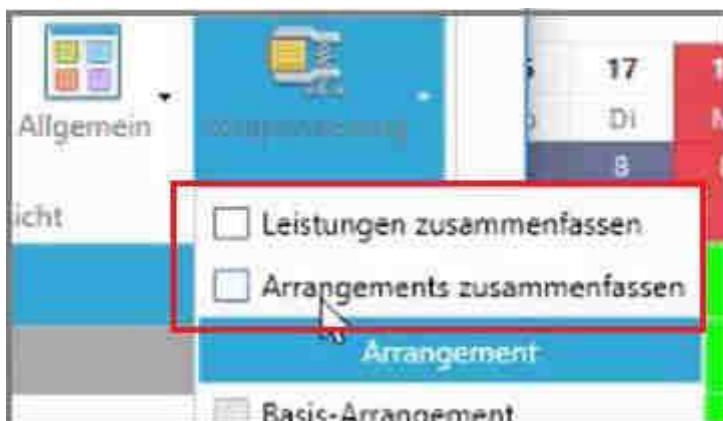 17
Allgemein
Di
8
icht
Leistungen zusammenfassen
Arrangements zusammenfassen
Arrangement
Basis-Arrangement